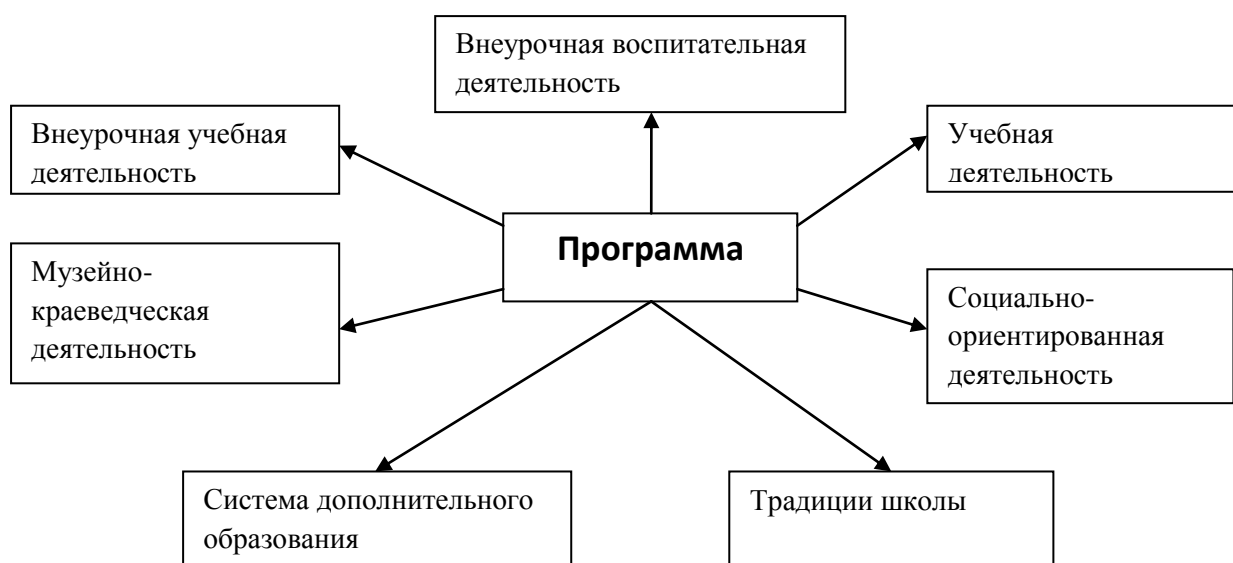 Внеурочная воспитательная
деятельность
Внеурочная учебная
деятельность
Учебная
деятельность
Программа
Музейно-
краеведческая
деятельность
Социально-
ориентированная
деятельность
Система дополнительного
образования
Традиции школы